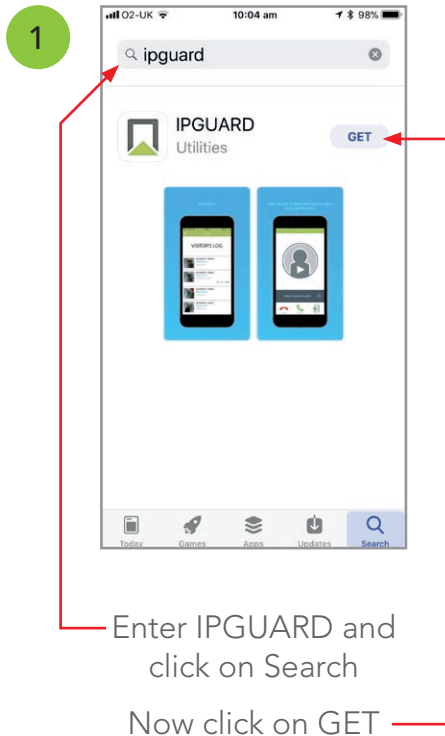 1
O2-UK 10:04 am 98%
ipguard
IPGUARD
Utilities
GET
VISITOR'S LOG
Today Games Apps Updates Search
Enter IPGUARD and
click on Search
Now click on GET